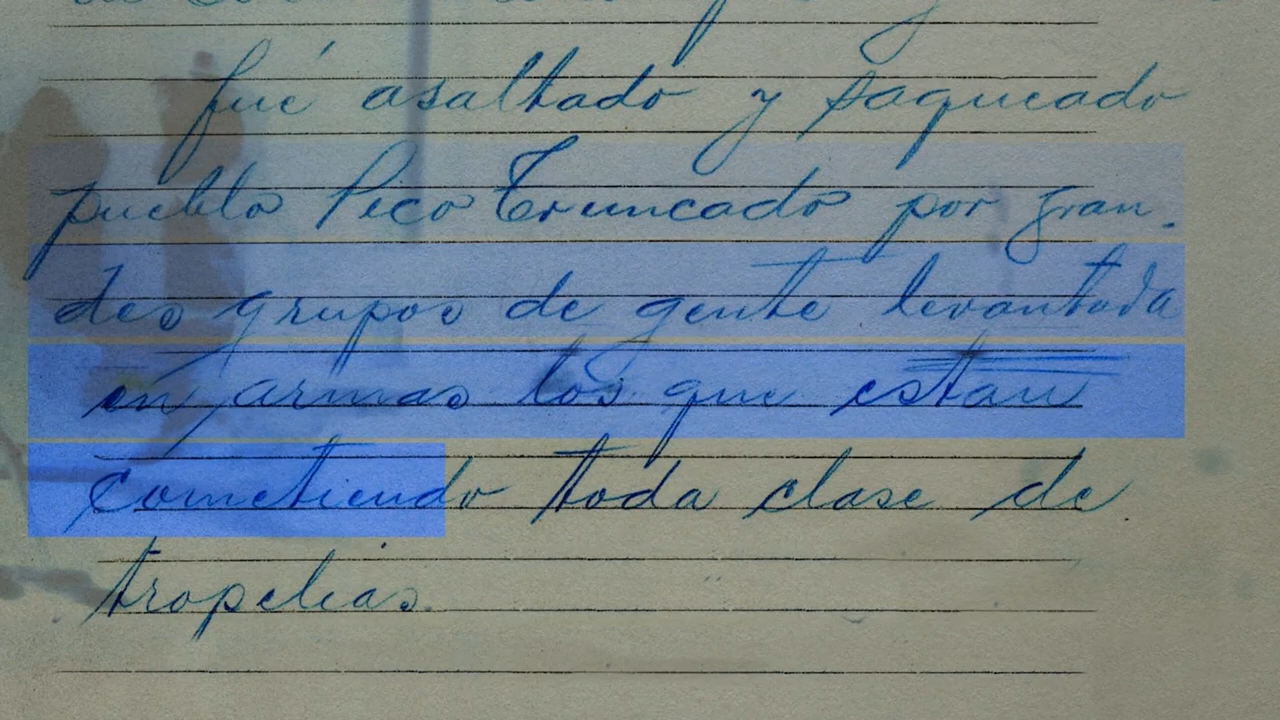 fué asaltado y saqueado
pueblo Pico Truncado por gran-
des grupos de gente levantada
en armas los que estan
cometiendo toda clase de
tropelias.